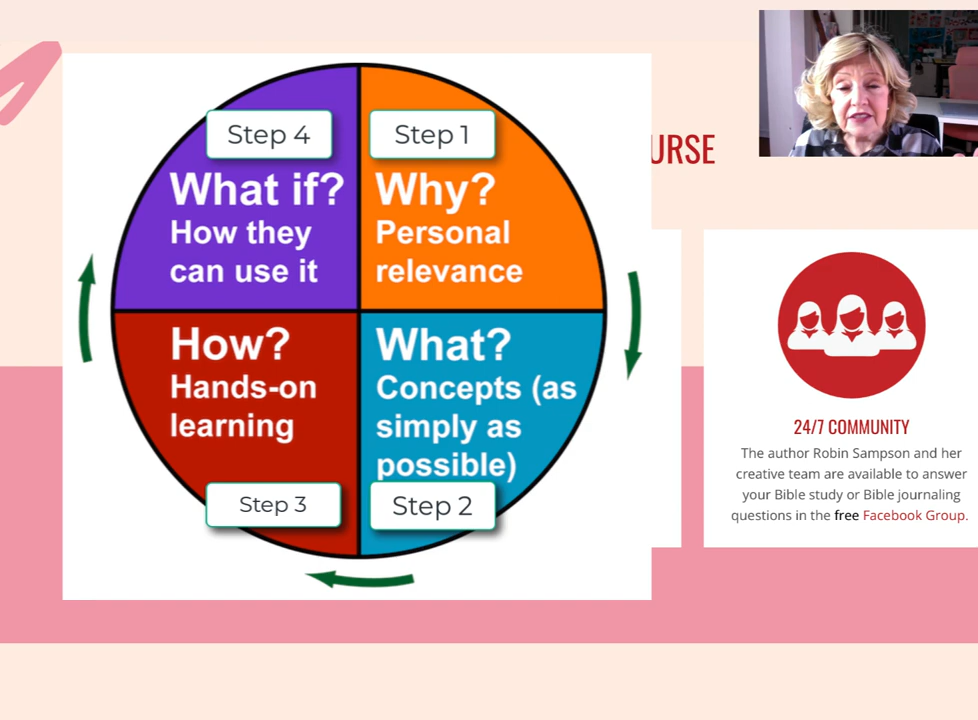 Step 4
What if?
How they
can use it
Step 1
Why?
Personal
relevance
How?
Hands-on
learning
Step 3
What?
Concepts (as
simply as
possible)
Step 2
URSE
24/7 COMMUNITY
The author Robin Sampson and her
creative team are available to answer
your Bible study or Bible journaling
questions in the free Facebook Group.